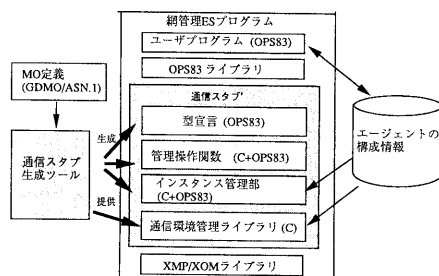 網管理ESプログラム
ユーザプログラム (OPS83)
OPS83 ライブラリ
MO定義
(GDMO/ASN.1)
通信スタブ
生成ツール
生成
提供
通信スタブ
型宣言 (OPS83)
管理操作関数 (C+OPS83)
インスタンス管理部
(C+OPS83)
通信環境管理ライブラリ (C)
XMP/XOMライブラリ
エージェントの
構成情報